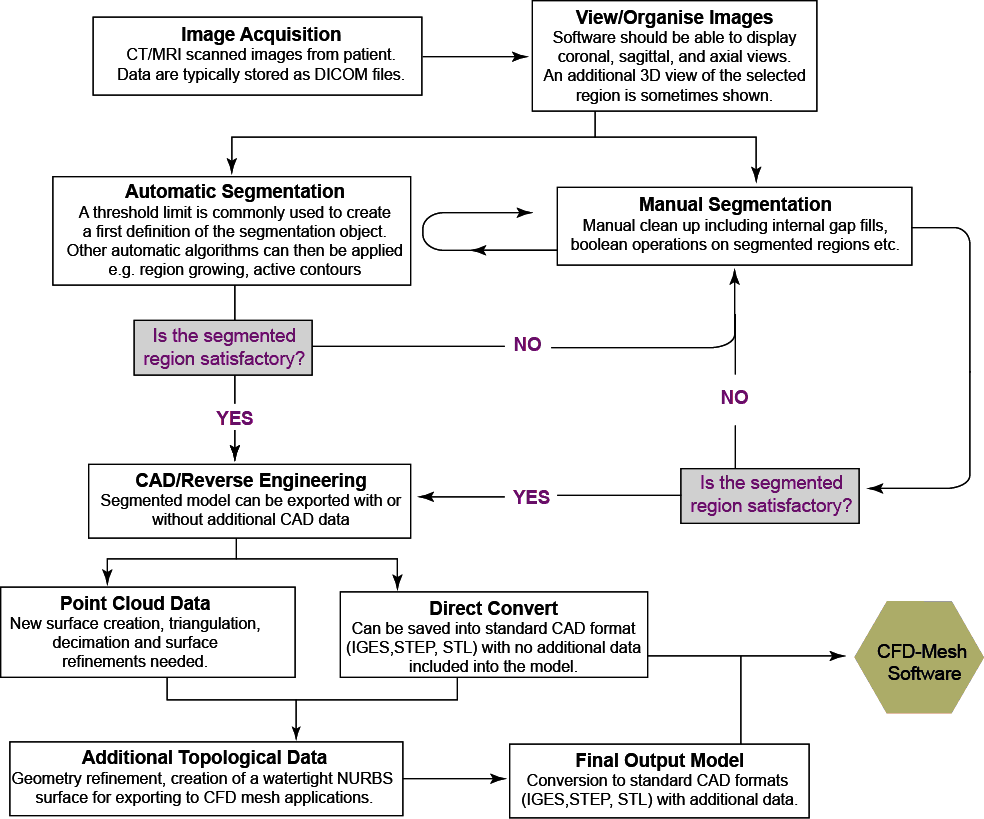 Image Acquisition
CT/MRI scanned images from patient.
Data are typically stored as DICOM files.
View/Organise Images
Software should be able to display
coronal, sagittal, and axial views.
An additional 3D view of the selected
region is sometimes shown.
Automatic Segmentation
A threshold limit is commonly used to create
a first definition of the segmentation object.
Other automatic algorithms can then be applied
e.g. region growing, active contours
Manual Segmentation
Manual clean up including internal gap fills,
boolean operations on segmented regions etc.
Is the segmented
region satisfactory?
NO
NO
YES
CAD/Reverse Engineering
Segmented model can be exported with or
without additional CAD data
YES
Is the segmented
region satisfactory?
Point Cloud Data
New surface creation, triangulation,
decimation and surface
refinements needed.
Direct Convert
Can be saved into standard CAD format
(IGES,STEP, STL) with no additional data
included into the model.
CFD-Mesh
Software
Additional Topological Data
Geometry refinement, creation of a watertight NURBS
surface for exporting to CFD mesh applications.
Final Output Model
Conversion to standard CAD formats
(IGES,STEP, STL) with additional data.